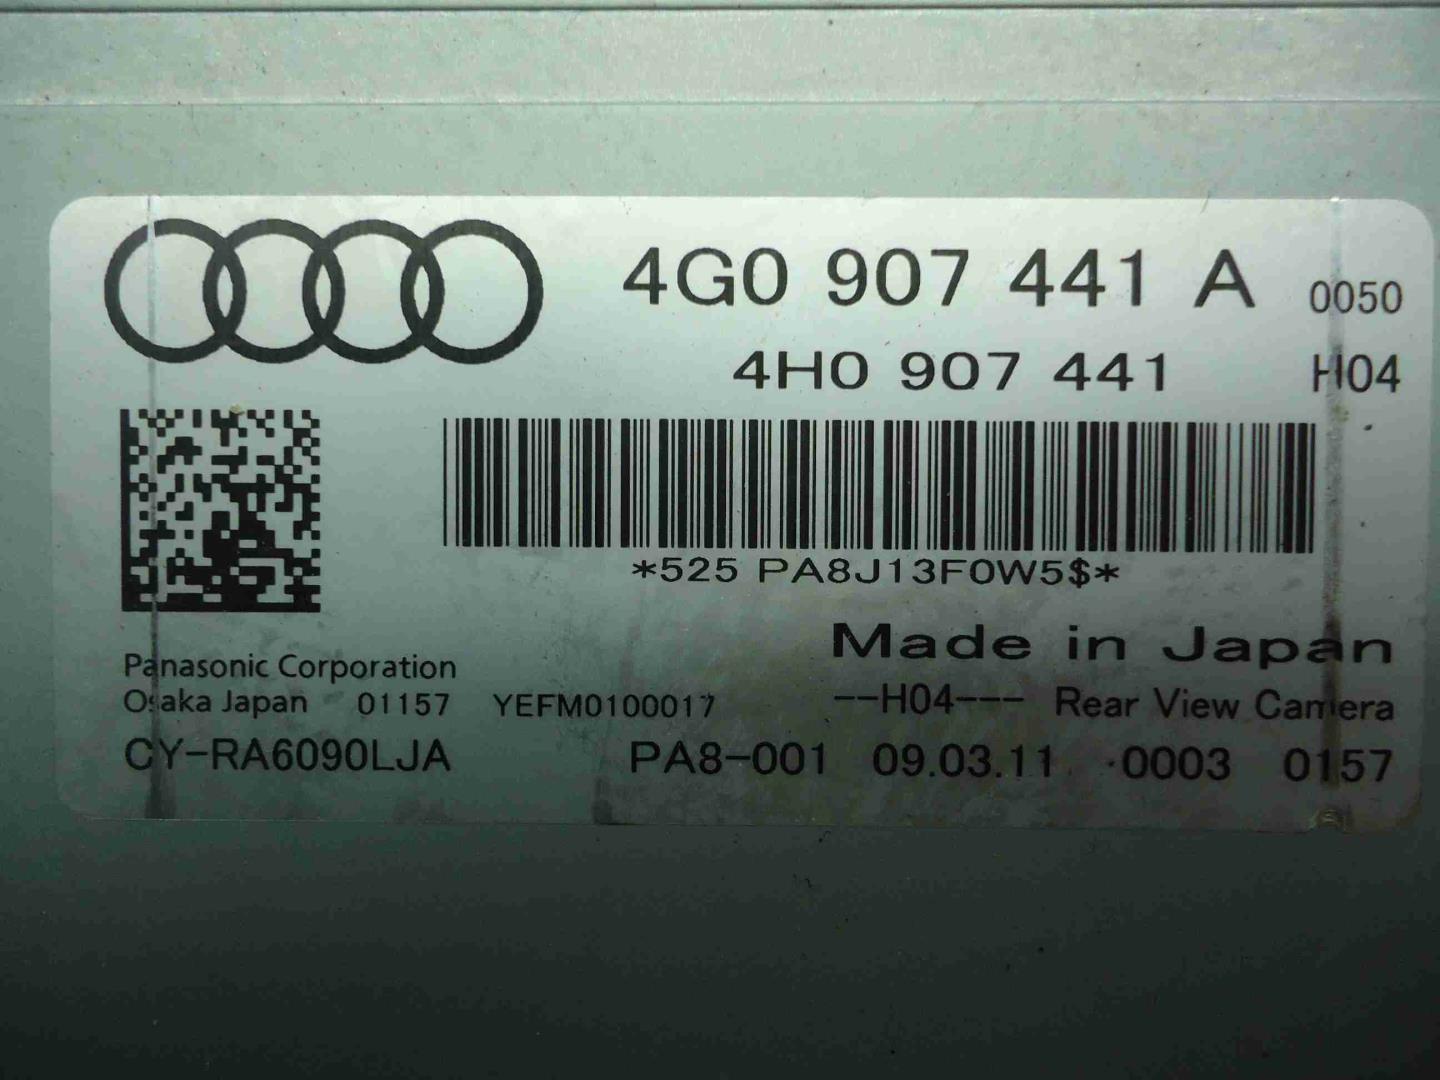 4G0 907 441 A 0050
4H0 907 441 H04
*525 PA8J13F0W5$*
Made in Japan
Panasonic Corporation
Osaka Japan 01157 YEFM0100017 --H04--- Rear View Camera
CY-RA6090LJA PA8-001 09.03.11 0003 0157